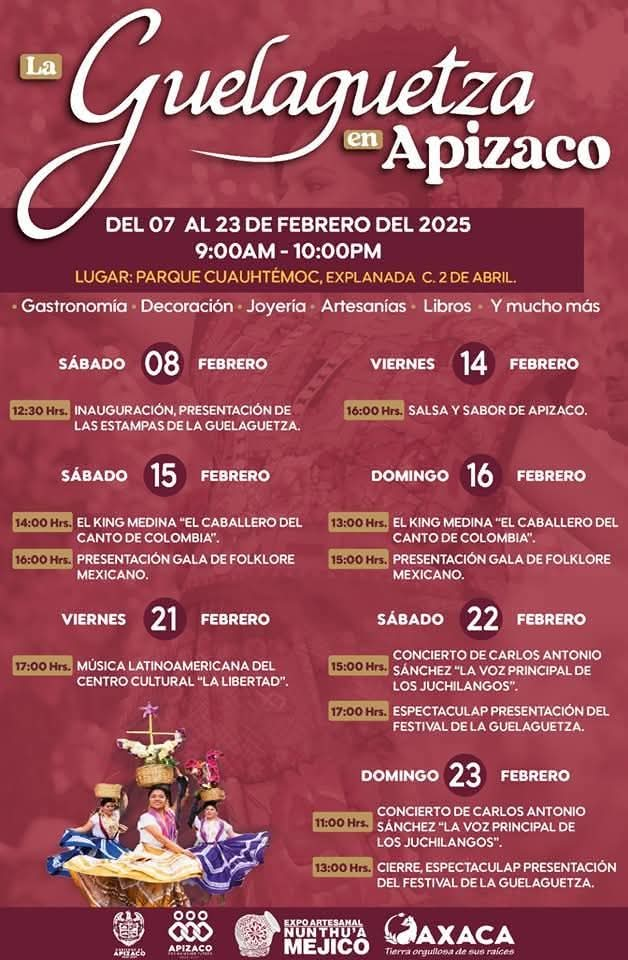 La
Guelaguetza
en Apizaco
DEL 07 AL 23 DE FEBRERO DEL 2025
9:00AM - 10:00PM
LUGAR: PARQUE CUAUHTÉMOC, EXPLANADA C. 2 DE ABRIL.
• Gastronomía • Decoración • Joyería • Artesanías • Libros • Y mucho más
SÁBADO 08 FEBRERO
12:30 Hrs. INAUGURACIÓN, PRESENTACIÓN DE
LAS ESTAMPAS DE LA GUELAGUETZA.
VIERNES 14 FEBRERO
16:00 Hrs. SALSA Y SABOR DE APIZACO.
SÁBADO 15 FEBRERO
14:00 Hrs. EL KING MEDINA “EL CABALLERO DEL
CANTO DE COLOMBIA”.
16:00 Hrs. PRESENTACIÓN GALA DE FOLKLORE
MEXICANO.
DOMINGO 16 FEBRERO
13:00 Hrs. EL KING MEDINA “EL CABALLERO DEL
CANTO DE COLOMBIA”.
15:00 Hrs. PRESENTACIÓN GALA DE FOLKLORE
MEXICANO.
VIERNES 21 FEBRERO
17:00 Hrs. MÚSICA LATINOAMERICANA DEL
CENTRO CULTURAL “LA LIBERTAD”.
SÁBADO 22 FEBRERO
15:00 Hrs. CONCIERTO DE CARLOS ANTONIO
SÁNCHEZ “LA VOZ PRINCIPAL DE
LOS JUCHILANGOS”.
17:00 Hrs. ESPECTACULAP PRESENTACIÓN DEL
FESTIVAL DE LA GUELAGUETZA.
DOMINGO 23 FEBRERO
11:00 Hrs. CONCIERTO DE CARLOS ANTONIO
SÁNCHEZ “LA VOZ PRINCIPAL DE
LOS JUCHILANGOS”.
13:00 Hrs. CIERRE, ESPECTACULAP PRESENTACIÓN
DEL FESTIVAL DE LA GUELAGUETZA.
APIZACO
APIZACO
EXPO ARTESANAL
NUNTHU'A
MEJICO
OAXACA
Tierra orgullosa de sus raíces